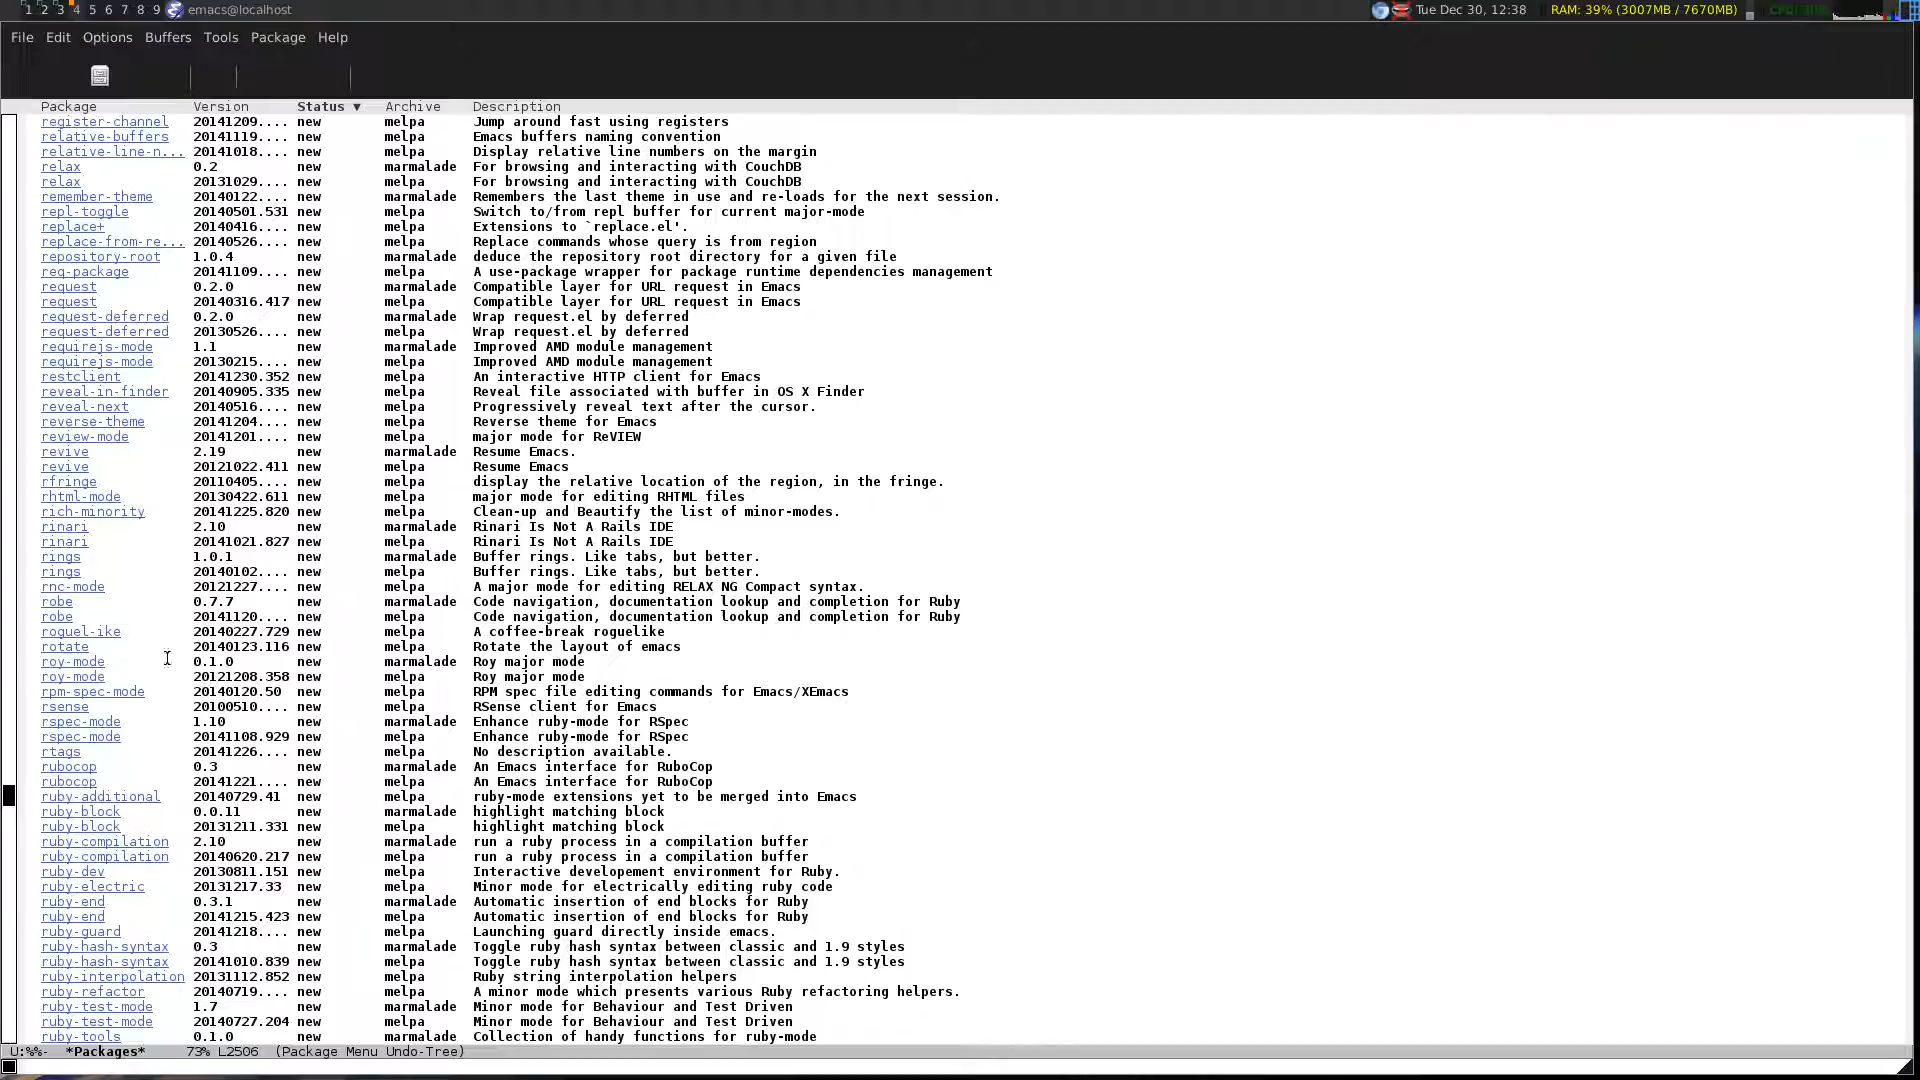 1 2 3 4 5 6 7 8 9 emacs@localhost Tue Dec 30, 12:38 RAM: 39% (3007MB / 7670MB)
File Edit Options Buffers Tools Package Help
Package Version Status ▼ Archive Description
register-channel 20141209.... new melpa Jump around fast using registers
relative-buffers 20141119.... new melpa Emacs buffers naming convention
relative-line-n... 20141018.... new melpa Display relative line numbers on the margin
relax 0.2 new marmalade For browsing and interacting with CouchDB
relax 20131029.... new melpa For browsing and interacting with CouchDB
remember-theme 20140122.... new marmalade Remembers the last theme in use and re-loads for the next session.
repl-toggle 20140501.531 new melpa Switch to/from repl buffer for current major-mode
replace+ 20140416.... new melpa Extensions to `replace.el'.
replace-from-re... 20140526.... new melpa Replace commands whose query is from region
repository-root 1.0.4 new marmalade deduce the repository root directory for a given file
req-package 20141109.... new melpa A use-package wrapper for package runtime dependencies management
request 0.2.0 new marmalade Compatible layer for URL request in Emacs
request 20140316.417 new melpa Compatible layer for URL request in Emacs
request-deferred 0.2.0 new marmalade Wrap request.el by deferred
request-deferred 20130526.... new melpa Wrap request.el by deferred
requirejs-mode 1.1 new marmalade Improved AMD module management
requirejs-mode 20130215.... new melpa Improved AMD module management
restclient 20141230.352 new melpa An interactive HTTP client for Emacs
reveal-in-finder 20140905.335 new melpa Reveal file associated with buffer in OS X Finder
reveal-next 20140516.... new melpa Progressively reveal text after the cursor.
reverse-theme 20141204.... new melpa Reverse theme for Emacs
review-mode 20141201.... new melpa major mode for ReVIEW
revive 2.19 new marmalade Resume Emacs.
revive 20121022.411 new melpa Resume Emacs
rfringe 20110405.... new melpa display the relative location of the region, in the fringe.
rhtml-mode 20130422.611 new melpa major mode for editing RHTML files
rich-minority 20141225.820 new melpa Clean-up and Beautify the list of minor-modes.
rinari 2.10 new marmalade Rinari Is Not A Rails IDE
rinari 20141021.827 new melpa Rinari Is Not A Rails IDE
rings 1.0.1 new marmalade Buffer rings. Like tabs, but better.
rings 20140102.... new melpa Buffer rings. Like tabs, but better.
rnc-mode 20121227.... new melpa A major mode for editing RELAX NG Compact syntax.
robe 0.7.7 new marmalade Code navigation, documentation lookup and completion for Ruby
robe 20141120.... new melpa Code navigation, documentation lookup and completion for Ruby
roguel-ike 20140227.729 new melpa A coffee-break roguelike
rotate 20140123.116 new melpa Rotate the layout of emacs
roy-mode 0.1.0 new marmalade Roy major mode
roy-mode 20121208.358 new melpa Roy major mode
rpm-spec-mode 20140120.50 new melpa RPM spec file editing commands for Emacs/XEmacs
rsense 20100510.... new melpa RSense client for Emacs
rspec-mode 1.10 new marmalade Enhance ruby-mode for RSpec
rspec-mode 20141108.929 new melpa Enhance ruby-mode for RSpec
rtags 20141226.... new melpa No description available.
rubocop 0.3 new marmalade An Emacs interface for RuboCop
rubocop 20141221.... new melpa An Emacs interface for RuboCop
ruby-additional 20140729.41 new melpa ruby-mode extensions yet to be merged into Emacs
ruby-block 0.0.11 new marmalade highlight matching block
ruby-block 20131211.331 new melpa highlight matching block
ruby-compilation 2.10 new marmalade run a ruby process in a compilation buffer
ruby-compilation 20140620.217 new melpa run a ruby process in a compilation buffer
ruby-dev 20130811.151 new melpa Interactive developement environment for Ruby.
ruby-electric 20131217.33 new melpa Minor mode for electrically editing ruby code
ruby-end 0.3.1 new marmalade Automatic insertion of end blocks for Ruby
ruby-end 20141215.423 new melpa Automatic insertion of end blocks for Ruby
ruby-guard 20141218.... new melpa Launching guard directly inside emacs.
ruby-hash-syntax 0.3 new marmalade Toggle ruby hash syntax between classic and 1.9 styles
ruby-hash-syntax 20141010.839 new melpa Toggle ruby hash syntax between classic and 1.9 styles
ruby-interpolation 20131112.852 new melpa Ruby string interpolation helpers
ruby-refactor 20140719.... new melpa A minor mode which presents various Ruby refactoring helpers.
ruby-test-mode 1.7 new marmalade Minor mode for Behaviour and Test Driven
ruby-test-mode 20140727.204 new melpa Minor mode for Behaviour and Test Driven
ruby-tools 0.1.0 new marmalade Collection of handy functions for ruby-mode
U:%%- *Packages* 73% L2506 (Package Menu Undo-Tree)